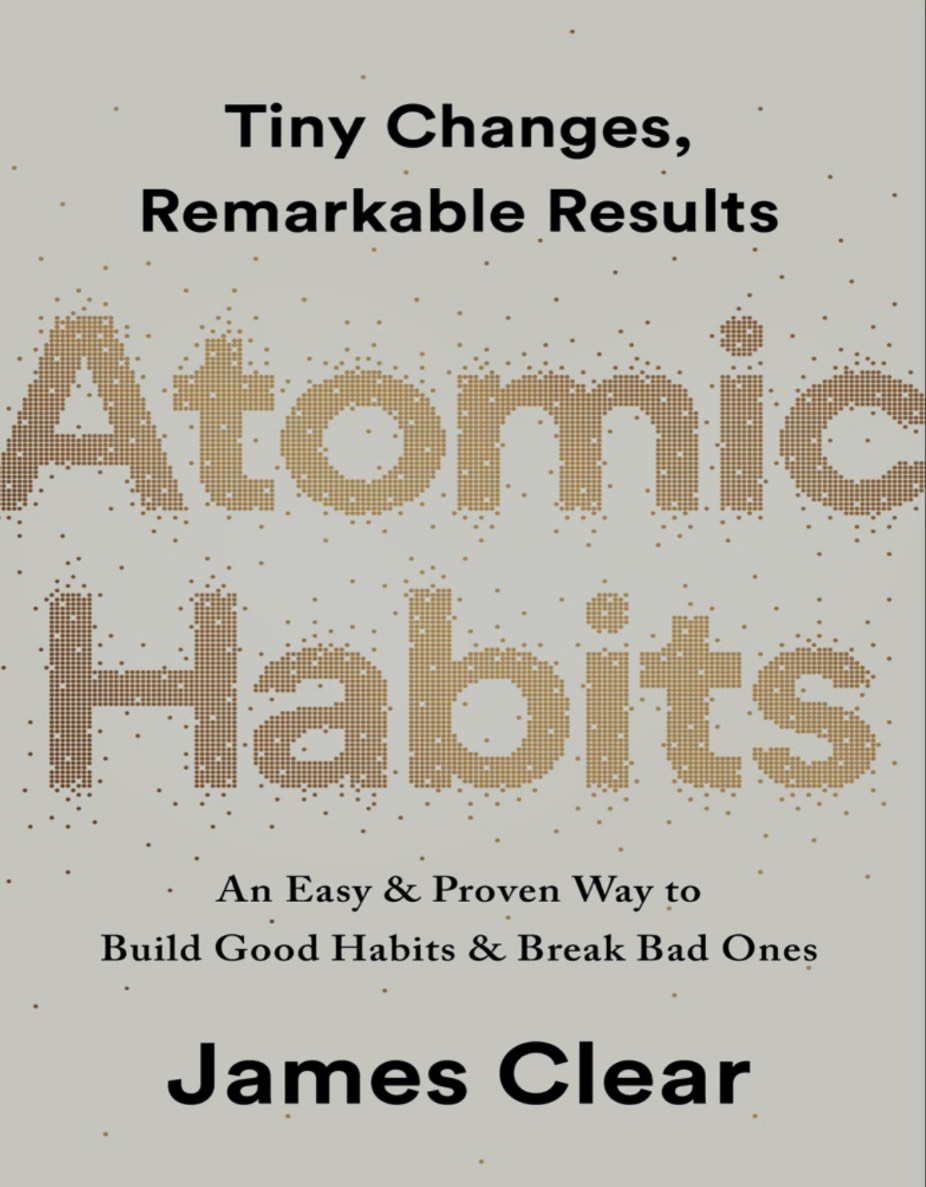 Tiny Changes,
Remarkable Results
Atomic
Habits
An Easy & Proven Way to
Build Good Habits & Break Bad Ones
James Clear